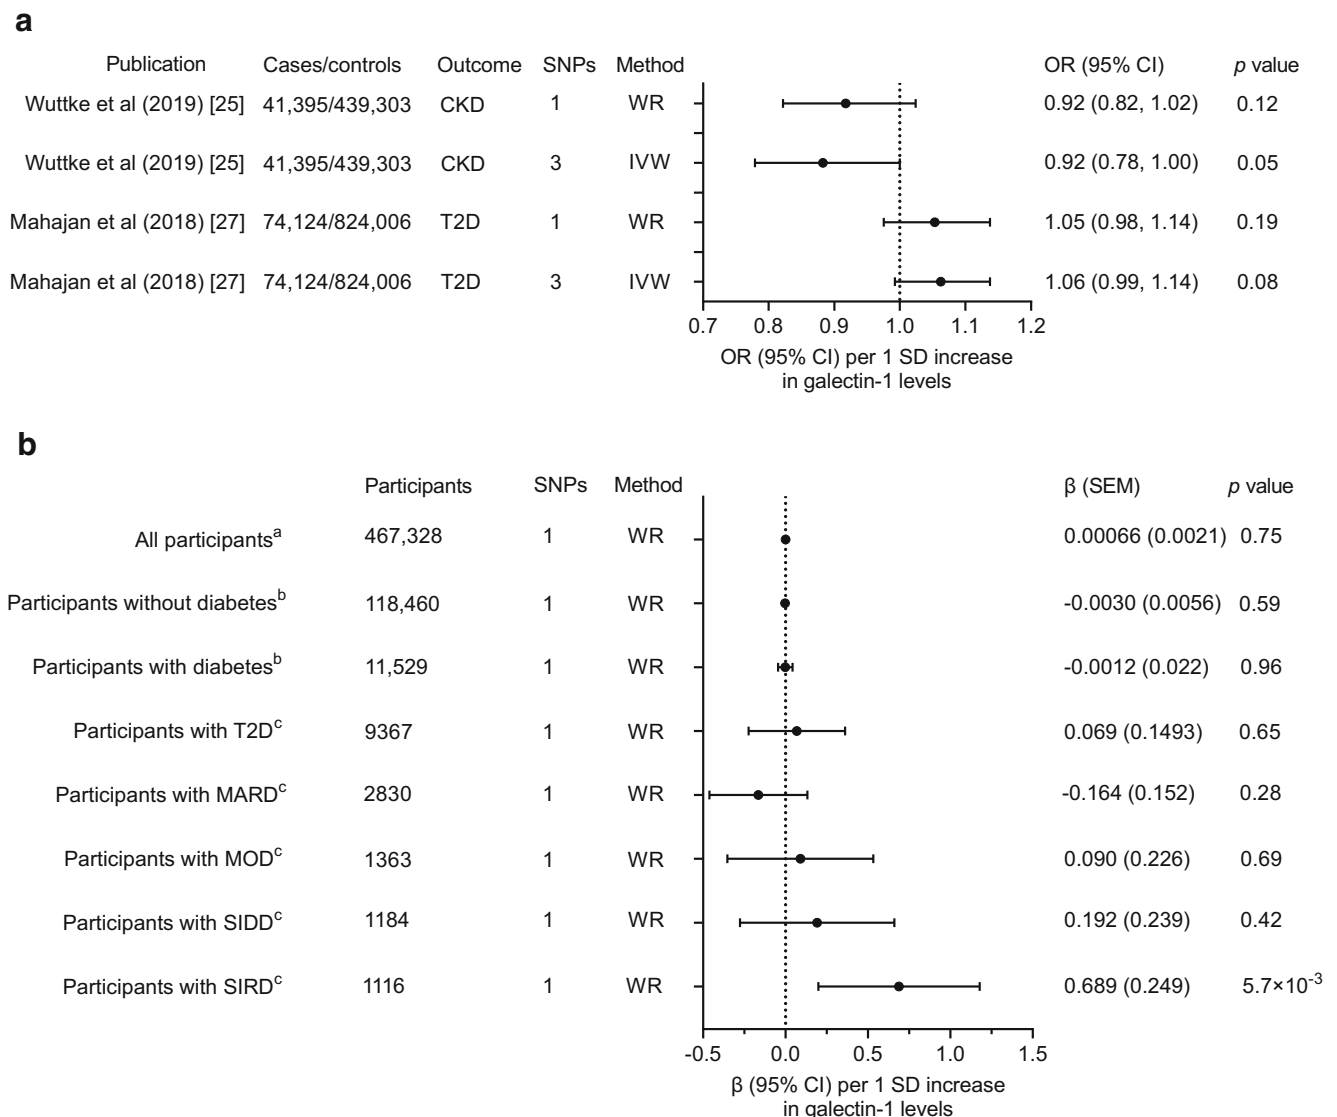 a
Publication Cases/controls Outcome SNPs Method OR (95% CI) p value
Wuttke et al (2019) [25] 41,395/439,303 CKD 1 WR 0.92 (0.82, 1.02) 0.12
Wuttke et al (2019) [25] 41,395/439,303 CKD 3 IVW 0.92 (0.78, 1.00) 0.05
Mahajan et al (2018) [27] 74,124/824,006 T2D 1 WR 1.05 (0.98, 1.14) 0.19
Mahajan et al (2018) [27] 74,124/824,006 T2D 3 IVW 1.06 (0.99, 1.14) 0.08
0.7 0.8 0.9 1.0 1.1 1.2
OR (95% CI) per 1 SD increase
in galectin-1 levels
b
Participants SNPs Method β (SEM) p value
All participantsᵃ 467,328 1 WR 0.00066 (0.0021) 0.75
Participants without diabetesᵇ 118,460 1 WR -0.0030 (0.0056) 0.59
Participants with diabetesᵇ 11,529 1 WR -0.0012 (0.022) 0.96
Participants with T2Dᶜ 9367 1 WR 0.069 (0.1493) 0.65
Participants with MARDᶜ 2830 1 WR -0.164 (0.152) 0.28
Participants with MODᶜ 1363 1 WR 0.090 (0.226) 0.69
Participants with SIDDᶜ 1184 1 WR 0.192 (0.239) 0.42
Participants with SIRDᶜ 1116 1 WR 0.689 (0.249) 5.7×10⁻³
-0.5 0.0 0.5 1.0 1.5
β (95% CI) per 1 SD increase
in galectin-1 levels